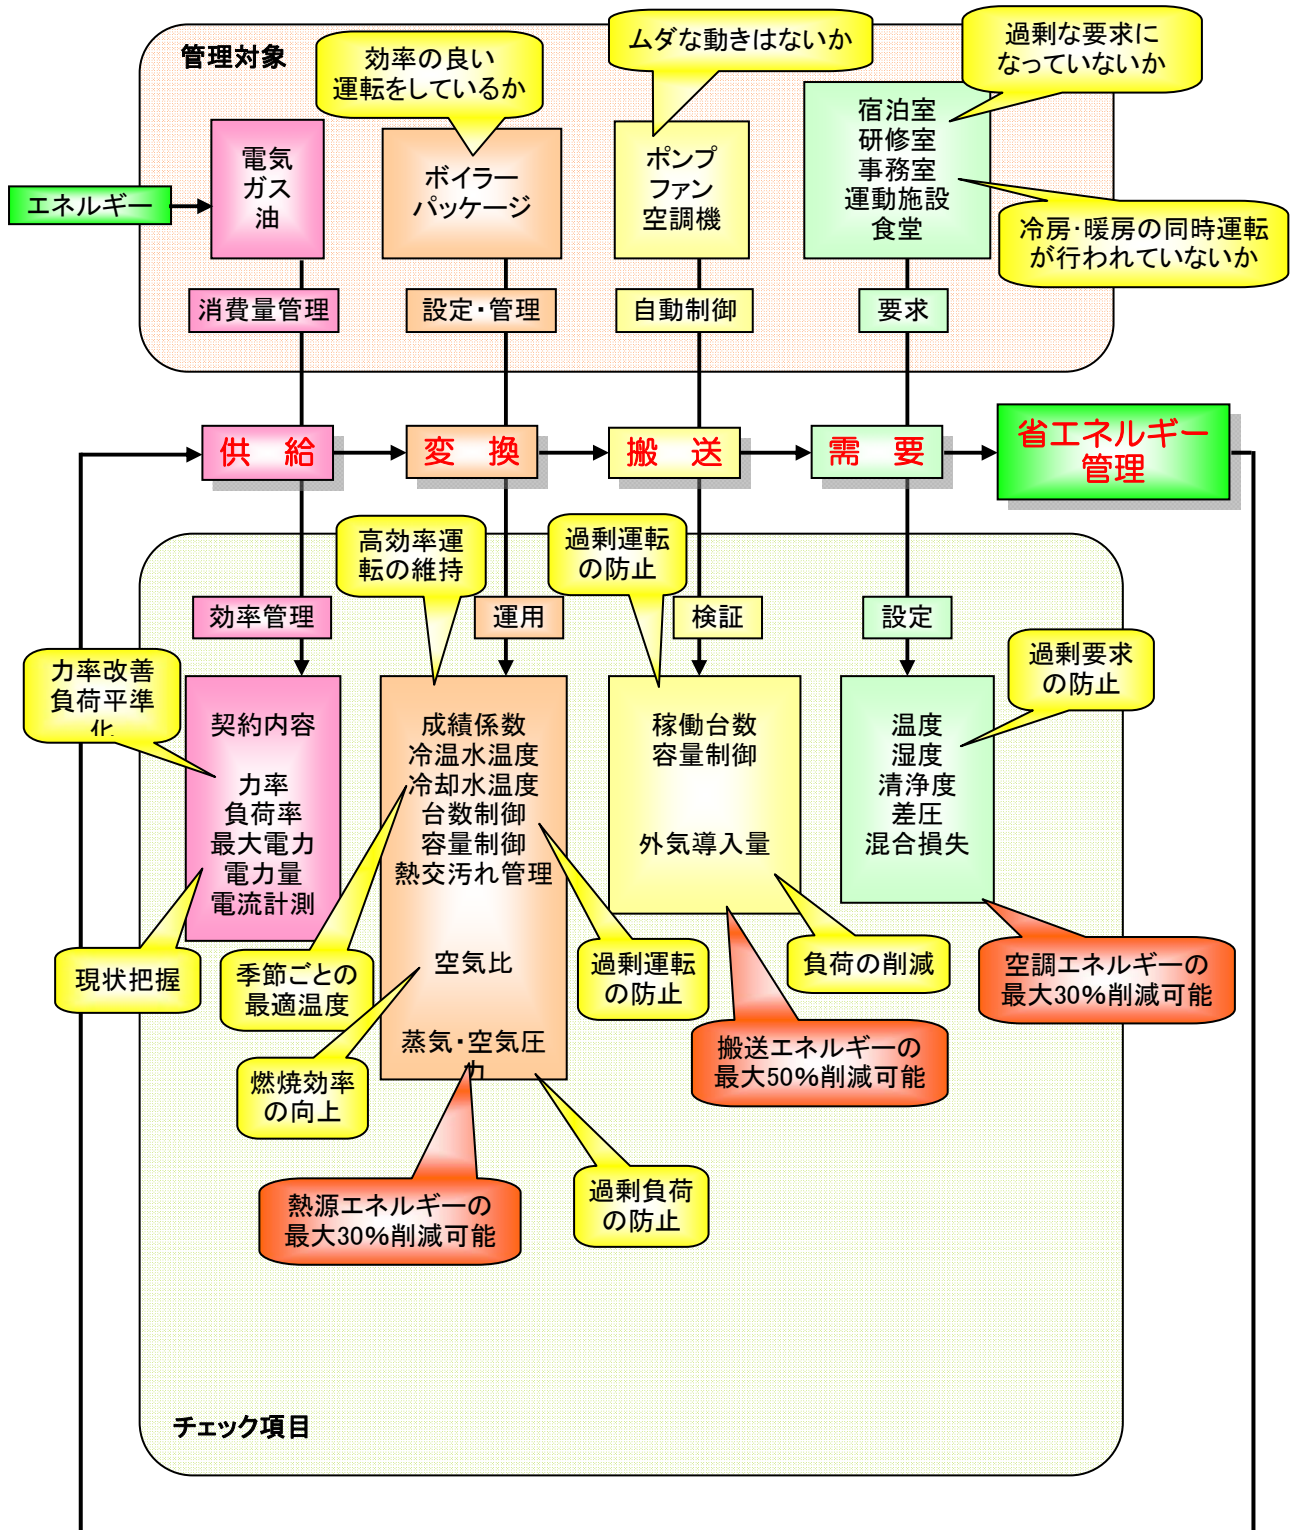 管理対象
効率の良い
運転をしているか
ムダな動きはないか
過剰な要求に
なっていないか
エネルギー
電気
ガス
油
ボイラー
パッケージ
ポンプ
ファン
空調機
宿泊室
研修室
事務室
運動施設
食堂
冷房・暖房の同時運転
が行われていないか
消費量管理
設定・管理
自動制御
要求
供 給
変 換
搬 送
需 要
省エネルギー
管理
高効率運
転の維持
過剰運転
の防止
効率管理
運用
検証
設定
力率改善
負荷平準
化
過剰要求
の防止
契約内容
力率
負荷率
最大電力
電力量
電流計測
成績係数
冷温水温度
冷却水温度
台数制御
容量制御
熱交汚れ管理
空気比
蒸気・空気圧
力
稼働台数
容量制御
外気導入量
温度
湿度
清浄度
差圧
混合損失
現状把握
季節ごとの
最適温度
過剰運転
の防止
負荷の削減
空調エネルギーの
最大30%削減可能
燃焼効率
の向上
搬送エネルギーの
最大50%削減可能
熱源エネルギーの
最大30%削減可能
過剰負荷
の防止
チェック項目